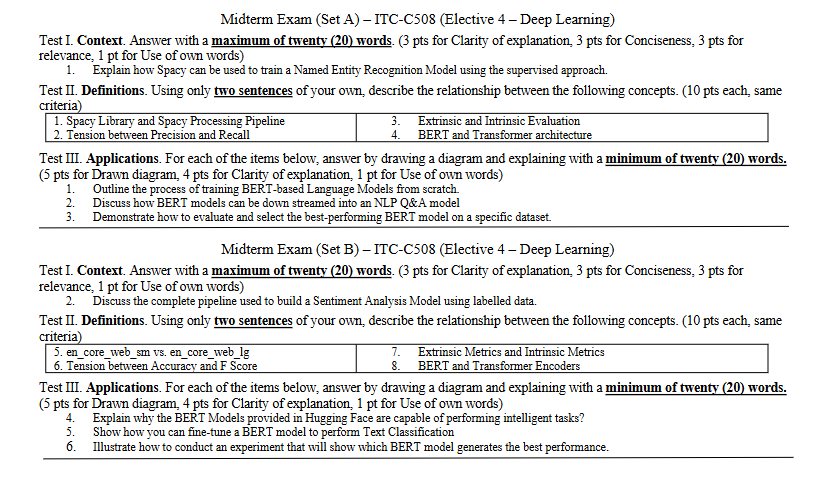 Midterm Exam (Set A) – ITC-C508 (Elective 4 – Deep Learning)
Test I. Context. Answer with a maximum of twenty (20) words. (3 pts for Clarity of explanation, 3 pts for Conciseness, 3 pts for
relevance, 1 pt for Use of own words)
1. Explain how Spacy can be used to train a Named Entity Recognition Model using the supervised approach.
Test II. Definitions. Using only two sentences of your own, describe the relationship between the following concepts. (10 pts each, same
criteria)
1. Spacy Library and Spacy Processing Pipeline
2. Tension between Precision and Recall
3. Extrinsic and Intrinsic Evaluation
4. BERT and Transformer architecture
Test III. Applications. For each of the items below, answer by drawing a diagram and explaining with a minimum of twenty (20) words.
(5 pts for Drawn diagram, 4 pts for Clarity of explanation, 1 pt for Use of own words)
1. Outline the process of training BERT-based Language Models from scratch.
2. Discuss how BERT models can be down streamed into an NLP Q&A model
3. Demonstrate how to evaluate and select the best-performing BERT model on a specific dataset.
Midterm Exam (Set B) – ITC-C508 (Elective 4 – Deep Learning)
Test I. Context. Answer with a maximum of twenty (20) words. (3 pts for Clarity of explanation, 3 pts for Conciseness, 3 pts for
relevance, 1 pt for Use of own words)
2. Discuss the complete pipeline used to build a Sentiment Analysis Model using labelled data.
Test II. Definitions. Using only two sentences of your own, describe the relationship between the following concepts. (10 pts each, same
criteria)
5. en_core_web_sm vs. en_core_web_lg
6. Tension between Accuracy and F Score
7. Extrinsic Metrics and Intrinsic Metrics
8. BERT and Transformer Encoders
Test III. Applications. For each of the items below, answer by drawing a diagram and explaining with a minimum of twenty (20) words.
(5 pts for Drawn diagram, 4 pts for Clarity of explanation, 1 pt for Use of own words)
4. Explain why the BERT Models provided in Hugging Face are capable of performing intelligent tasks?
5. Show how you can fine-tune a BERT model to perform Text Classification
6. Illustrate how to conduct an experiment that will show which BERT model generates the best performance.